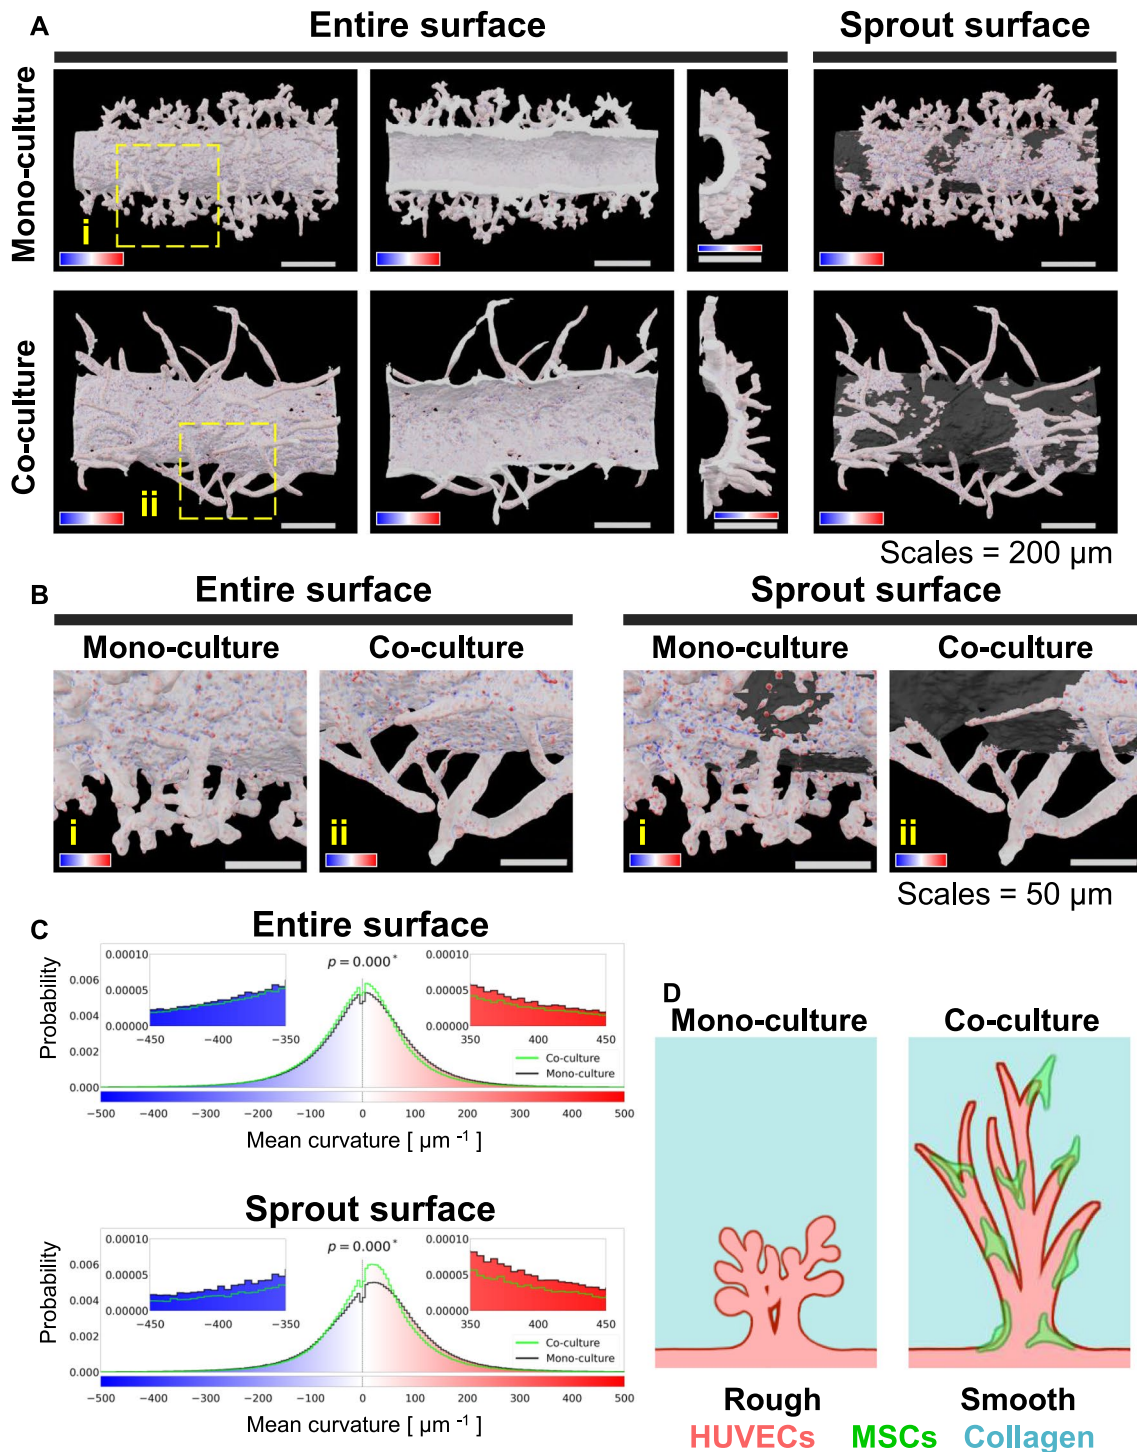 A
Entire surface
Sprout surface
Mono-culture
i
Co-culture
ii
Scales = 200 µm
B
Entire surface
Sprout surface
Mono-culture
Co-culture
Mono-culture
Co-culture
i
ii
i
ii
Scales = 50 µm
C
Entire surface
Probability
0.006
0.004
0.002
0.000
0.00010
0.00005
0.00000
−450
−400
−350
p = 0.000*
0.00010
0.00005
0.00000
350
400
450
Co-culture
Mono-culture
−500
−400
−300
−200
−100
0
100
200
300
400
500
Mean curvature [ µm -1 ]
Sprout surface
Probability
0.006
0.004
0.002
0.000
0.00010
0.00005
0.00000
−450
−400
−350
p = 0.000*
0.00010
0.00005
0.00000
350
400
450
Co-culture
Mono-culture
−500
−400
−300
−200
−100
0
100
200
300
400
500
Mean curvature [ µm-1 ]
D
Mono-culture
Co-culture
Rough
Smooth
HUVECs
MSCs
Collagen